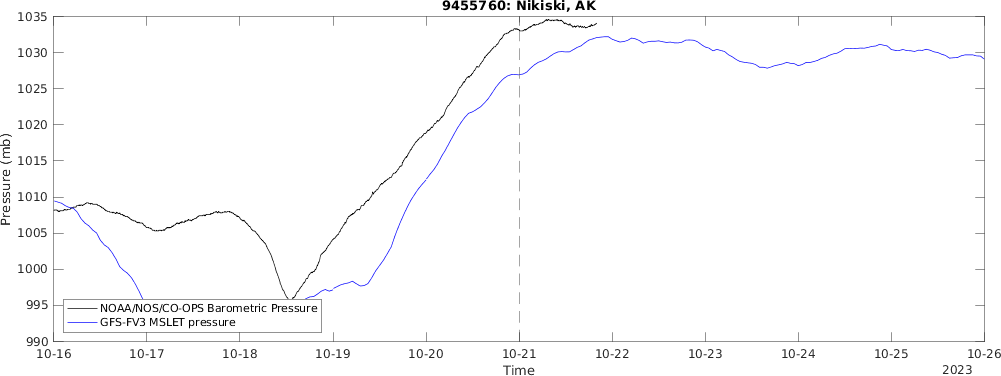 9455760: Nikiski, AK
1035
1030
1025
1020
1015
1010
1005
1000
995
990
Pressure (mb)
NOAA/NOS/CO-OPS Barometric Pressure
GFS-FV3 MSLET pressure
10-16 10-17 10-18 10-19 10-20 10-21 10-22 10-23 10-24 10-25 10-26
Time
2023